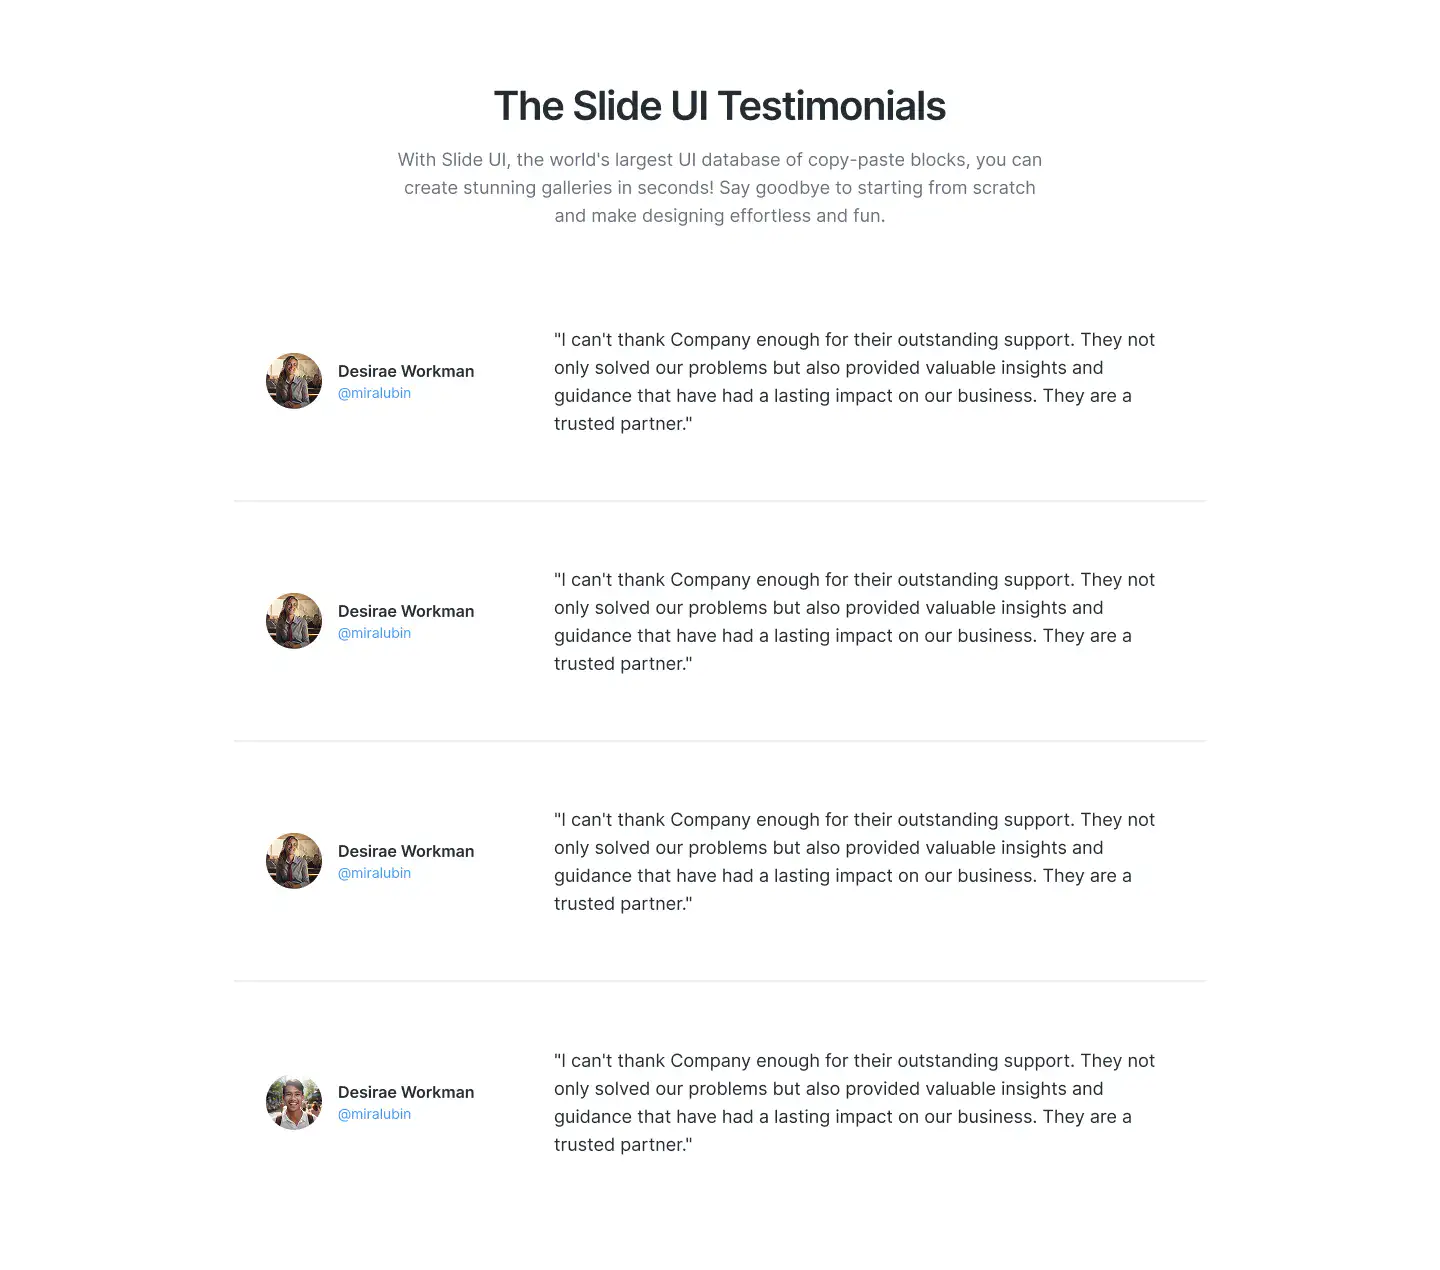 The Slide UI Testimonials
With Slide UI, the world's largest UI database of copy-paste blocks, you can
create stunning galleries in seconds! Say goodbye to starting from scratch
and make designing effortless and fun.
Desirae Workman
@miralubin
"I can't thank Company enough for their outstanding support. They not
only solved our problems but also provided valuable insights and
guidance that have had a lasting impact on our business. They are a
trusted partner."
Desirae Workman
@miralubin
"I can't thank Company enough for their outstanding support. They not
only solved our problems but also provided valuable insights and
guidance that have had a lasting impact on our business. They are a
trusted partner."
Desirae Workman
@miralubin
"I can't thank Company enough for their outstanding support. They not
only solved our problems but also provided valuable insights and
guidance that have had a lasting impact on our business. They are a
trusted partner."
Desirae Workman
@miralubin
"I can't thank Company enough for their outstanding support. They not
only solved our problems but also provided valuable insights and
guidance that have had a lasting impact on our business. They are a
trusted partner."